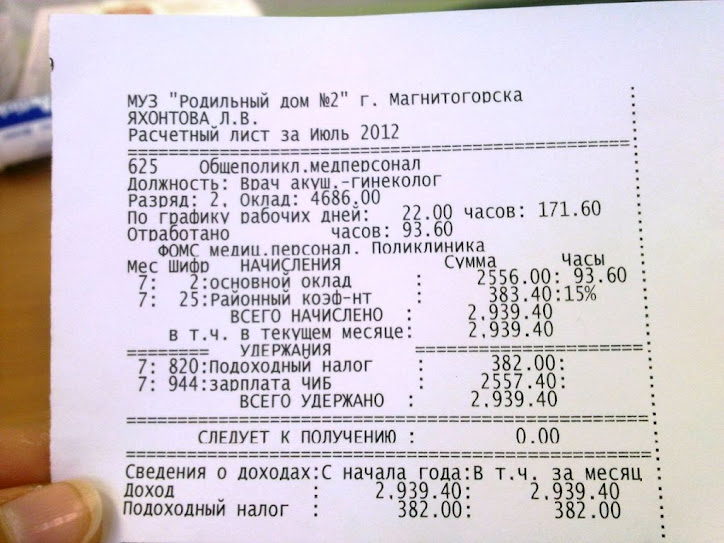 МУЗ "Родильный дом №2" г. Магнитогорска
ЯХОНТОВА Л.В.
Расчетный лист за Июль 2012
625 Общеполикл.медперсонал
Должность: Врач акуш.-гинеколог
Разряд: 2, Оклад: 4686.00
По графику рабочих дней: 22.00 часов: 171.60
Отработано часов: 93.60
ФОМС медиц.персонал. Поликлиника
Мес Шифр НАЧИСЛЕНИЯ Сумма Часы
7: 2:основной оклад : 2556.00: 93.60
7: 25:Районный коэф-нт : 383.40:15%
ВСЕГО НАЧИСЛЕНО : 2,939.40
в т.ч. в текущем месяце: 2,939.40
========= УДЕРЖАНИЯ =========
7: 820:Подоходный налог : 382.00:
7: 944:зарплата ЧИБ : 2557.40:
ВСЕГО УДЕРЖАНО : 2,939.40
СЛЕДУЕТ К ПОЛУЧЕНИЮ : 0.00
Сведения о доходах:С начала года:В т.ч. за месяц
Доход : 2,939.40: 2,939.40
Подоходный налог : 382.00: 382.00